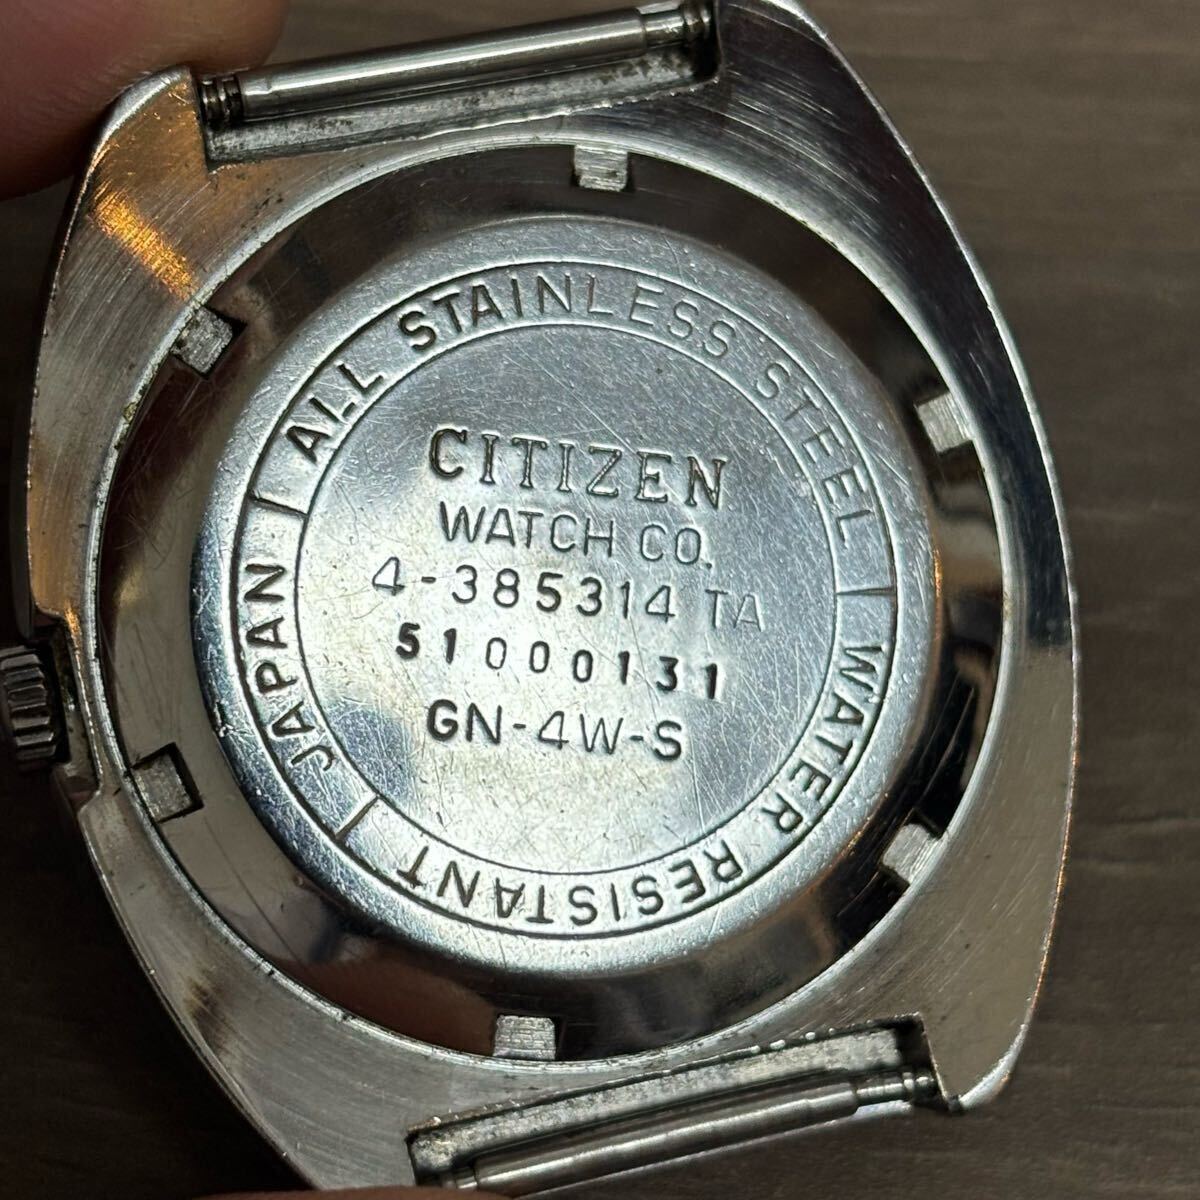 CITIZEN
WATCH CO.
4-385314 TA
51000131
GN-4W-S
ALL STAINLESS STEEL
WATER RESISTANT
JAPAN